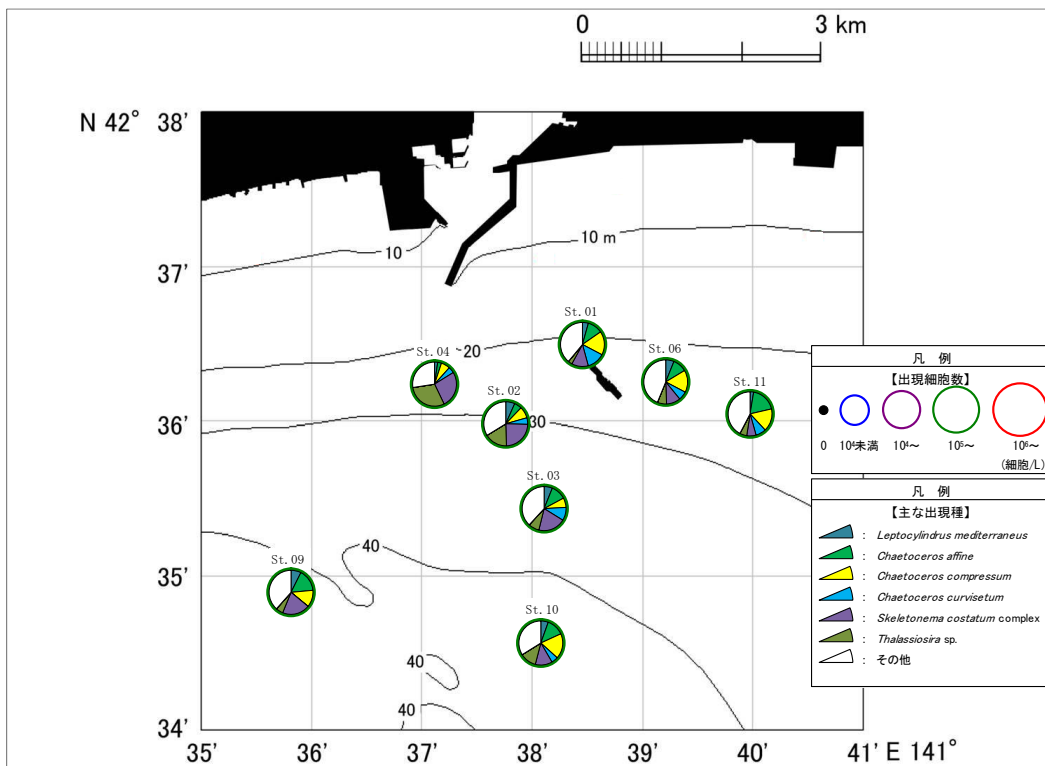 0 3 km
N 42° 38'
10
10 m
37'
St.01
20
St.04
St.06
St.11
St.02
36'
30
St.03
40
35'
St.09
St.10
40
40
34'
35' 36' 37' 38' 39' 40' 41' E 141°
凡 例
【出現細胞数】
0 10⁴未満 10⁴~ 10⁵~ 10⁶~
(細胞/L)
凡 例
【主な出現種】
: Leptocylindrus mediterraneus
: Chaetoceros affine
: Chaetoceros compressum
: Chaetoceros curvisetum
: Skeletonema costatum complex
: Thalassiosira sp.
: その他